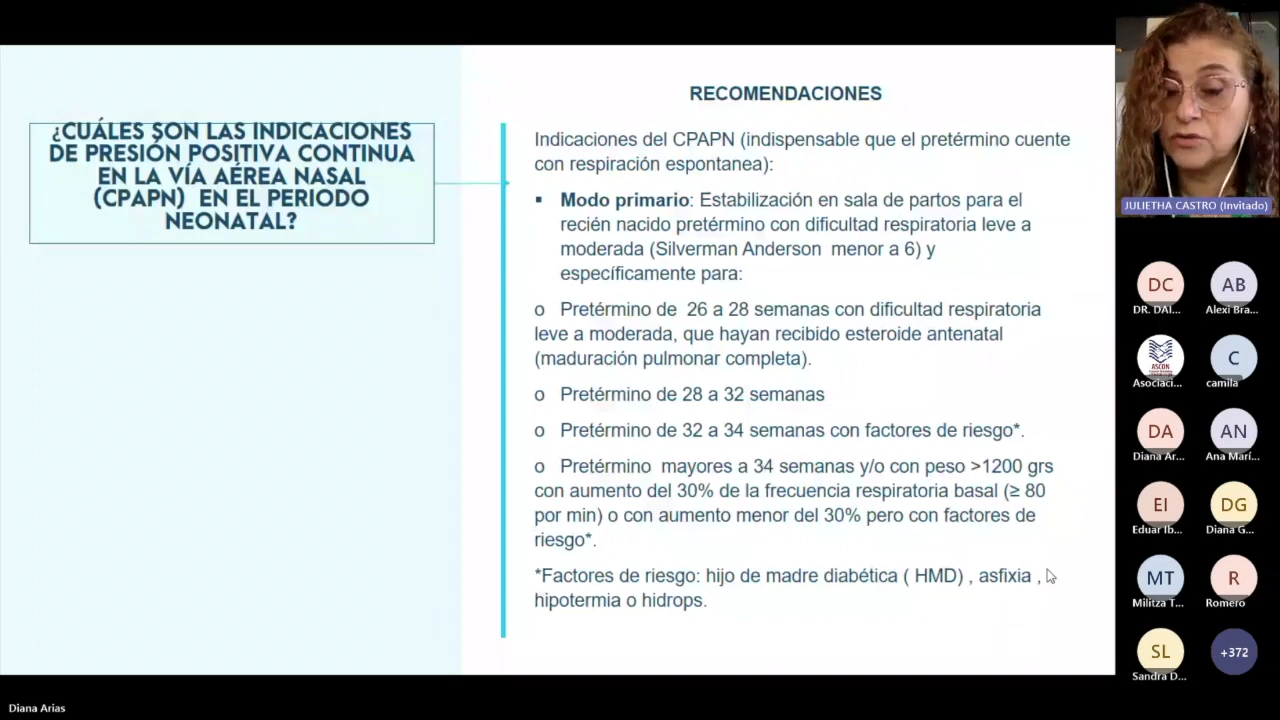 ¿CUÁLES SON LAS INDICACIONES
DE PRESIÓN POSITIVA CONTINUA
EN LA VÍA AÉREA NASAL
(CPAPN)  EN EL PERIODO
NEONATAL?
RECOMENDACIONES
Indicaciones del CPAPN (indispensable que el pretérmino cuente
con respiración espontanea):
▪ Modo primario: Estabilización en sala de partos para el
recién nacido pretérmino con dificultad respiratoria leve a
moderada (Silverman Anderson  menor a 6) y
específicamente para:
o Pretérmino de  26 a 28 semanas con dificultad respiratoria
leve a moderada, que hayan recibido esteroide antenatal
(maduración pulmonar completa).
o Pretérmino de 28 a 32 semanas
o Pretérmino de 32 a 34 semanas con factores de riesgo*.
o Pretérmino  mayores a 34 semanas y/o con peso >1200 grs
con aumento del 30% de la frecuencia respiratoria basal (≥ 80
por min) o con aumento menor del 30% pero con factores de
riesgo*.
*Factores de riesgo: hijo de madre diabética ( HMD) , asfixia ,
hipotermia o hidrops.
JULIETHA CASTRO (Invitado)
DC
DR. DAI...
AB
Alexi Bra...
ASCON
Asociaci...
C
camila
DA
Diana Ar...
AN
Ana Marí...
EI
Eduar Ib...
DG
Diana G...
MT
Militza T...
R
Romero
SL
Sandra D...
+372
Diana Arias